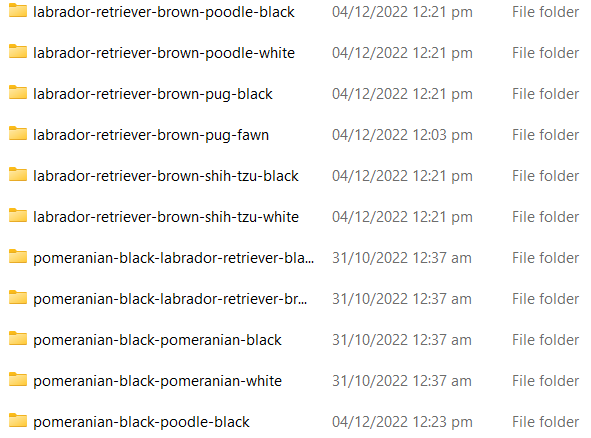 labrador-retriever-brown-poodle-black 04/12/2022 12:21 pm File folder
labrador-retriever-brown-poodle-white 04/12/2022 12:21 pm File folder
labrador-retriever-brown-pug-black 04/12/2022 12:21 pm File folder
labrador-retriever-brown-pug-fawn 04/12/2022 12:03 pm File folder
labrador-retriever-brown-shih-tzu-black 04/12/2022 12:21 pm File folder
labrador-retriever-brown-shih-tzu-white 04/12/2022 12:21 pm File folder
pomeranian-black-labrador-retriever-bla... 31/10/2022 12:37 am File folder
pomeranian-black-labrador-retriever-br... 31/10/2022 12:37 am File folder
pomeranian-black-pomeranian-black 31/10/2022 12:37 am File folder
pomeranian-black-pomeranian-white 31/10/2022 12:37 am File folder
pomeranian-black-poodle-black 04/12/2022 12:23 pm File folder